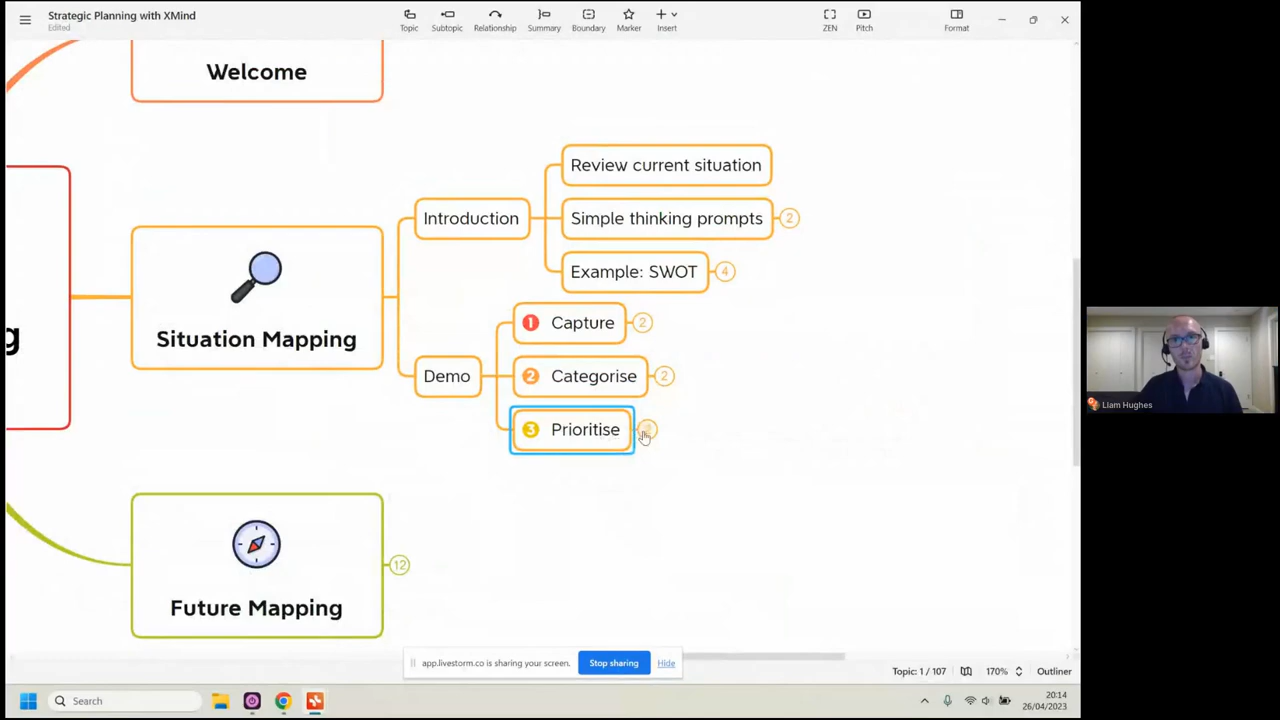 Strategic Planning with XMind
Edited
Topic
Subtopic
Relationship
Summary
Boundary
Marker
Insert
ZEN
Pitch
Format
Welcome
g
Situation Mapping
Introduction
Review current situation
Simple thinking prompts 2
Example: SWOT 4
Demo
1 Capture 2
2 Categorise 2
3 Prioritise
Future Mapping
12
Liam Hughes
app.livestorm.co is sharing your screen.
Stop sharing
Hide
Topic: 1 / 107
170%
Outliner
Search
20:14
26/04/2023